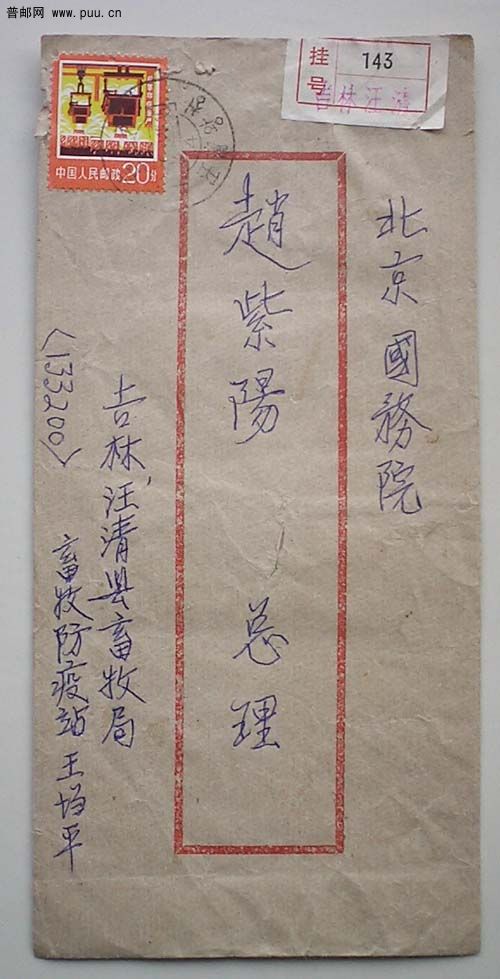 普邮网 www.puu.cn
中国人民邮政 20分
挂号 143
吉林汪清
北京國務院
趙紫陽 总理
吉林,汪清县畜牧局
畜牧防疫站 王
平
〈133200〉